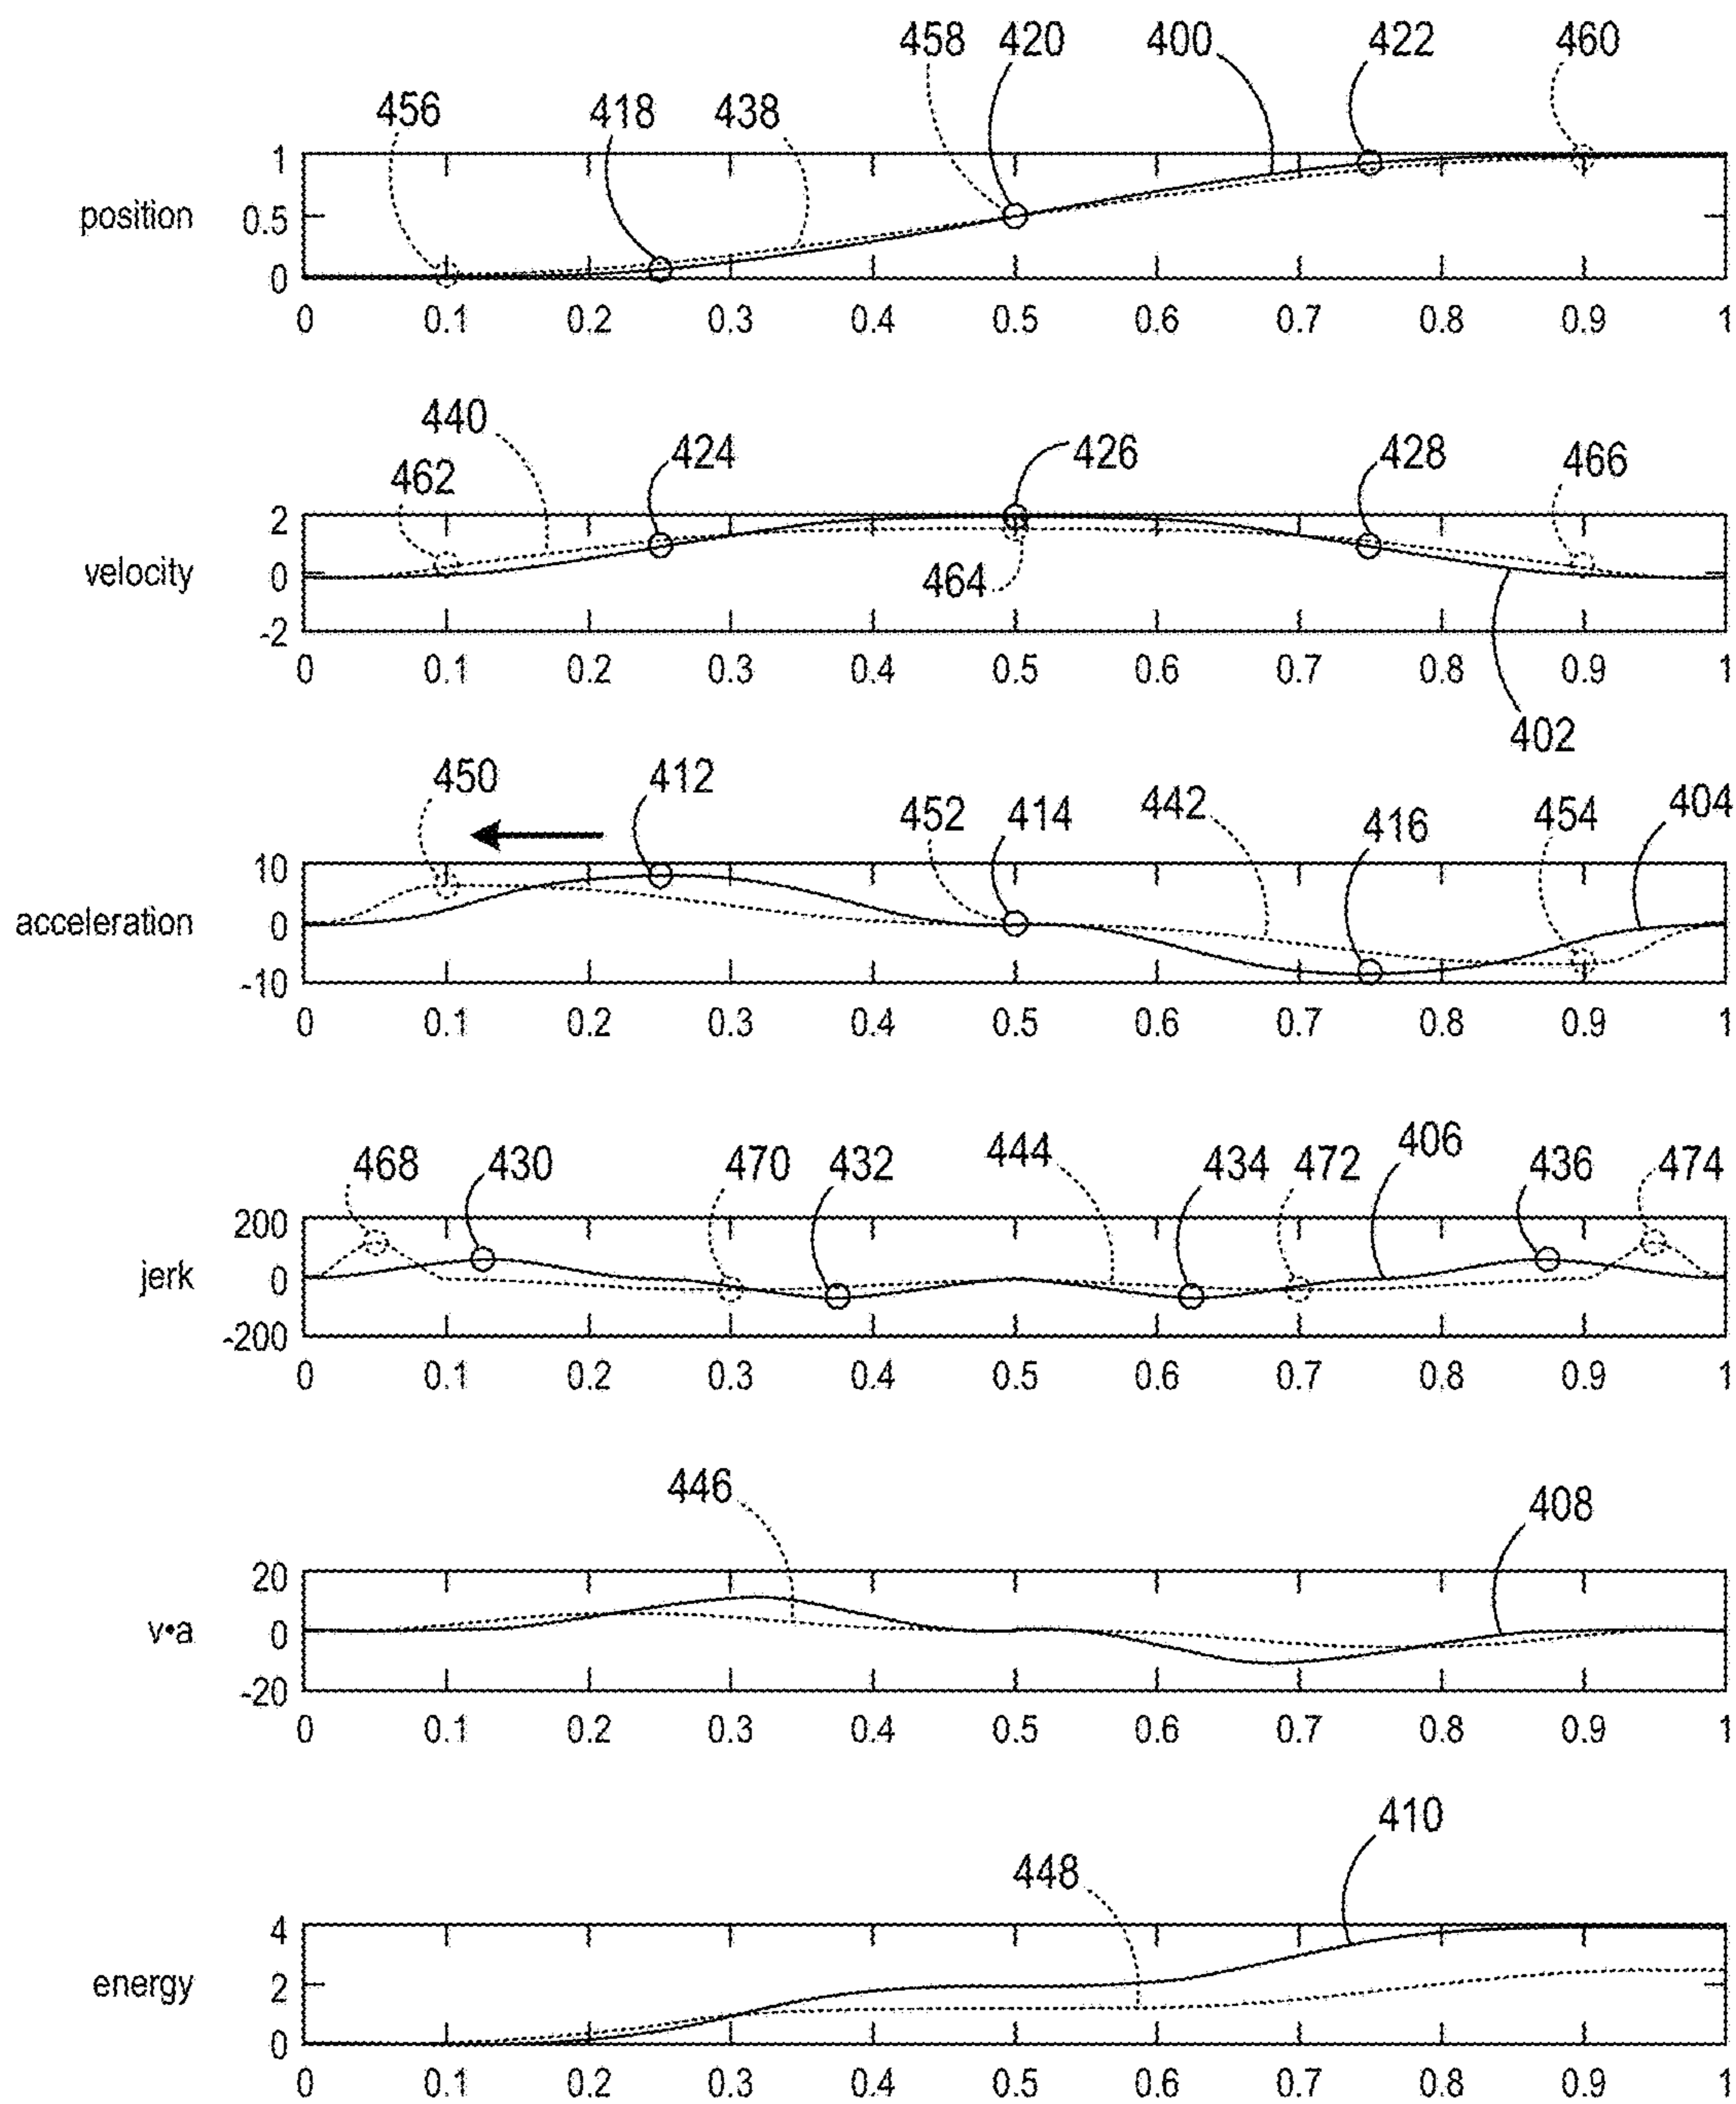 458 420 400 422 460
456 418 438
1
position 0.5
0
0 0.1 0.2 0.3 0.4 0.5 0.6 0.7 0.8 0.9 1
440
462 424 426 428 466
2
velocity 0
464
-2
0 0.1 0.2 0.3 0.4 0.5 0.6 0.7 0.8 0.9 1
402
450 412
452 414 442 416 454 404
10
acceleration 0
-10
0 0.1 0.2 0.3 0.4 0.5 0.6 0.7 0.8 0.9 1
468 430 470 432 444 434 472 406 436 474
200
jerk 0
-200
0 0.1 0.2 0.3 0.4 0.5 0.6 0.7 0.8 0.9 1
446 408
20
v•a 0
-20
0 0.1 0.2 0.3 0.4 0.5 0.6 0.7 0.8 0.9 1
410
448
4
energy 2
0
0 0.1 0.2 0.3 0.4 0.5 0.6 0.7 0.8 0.9 1